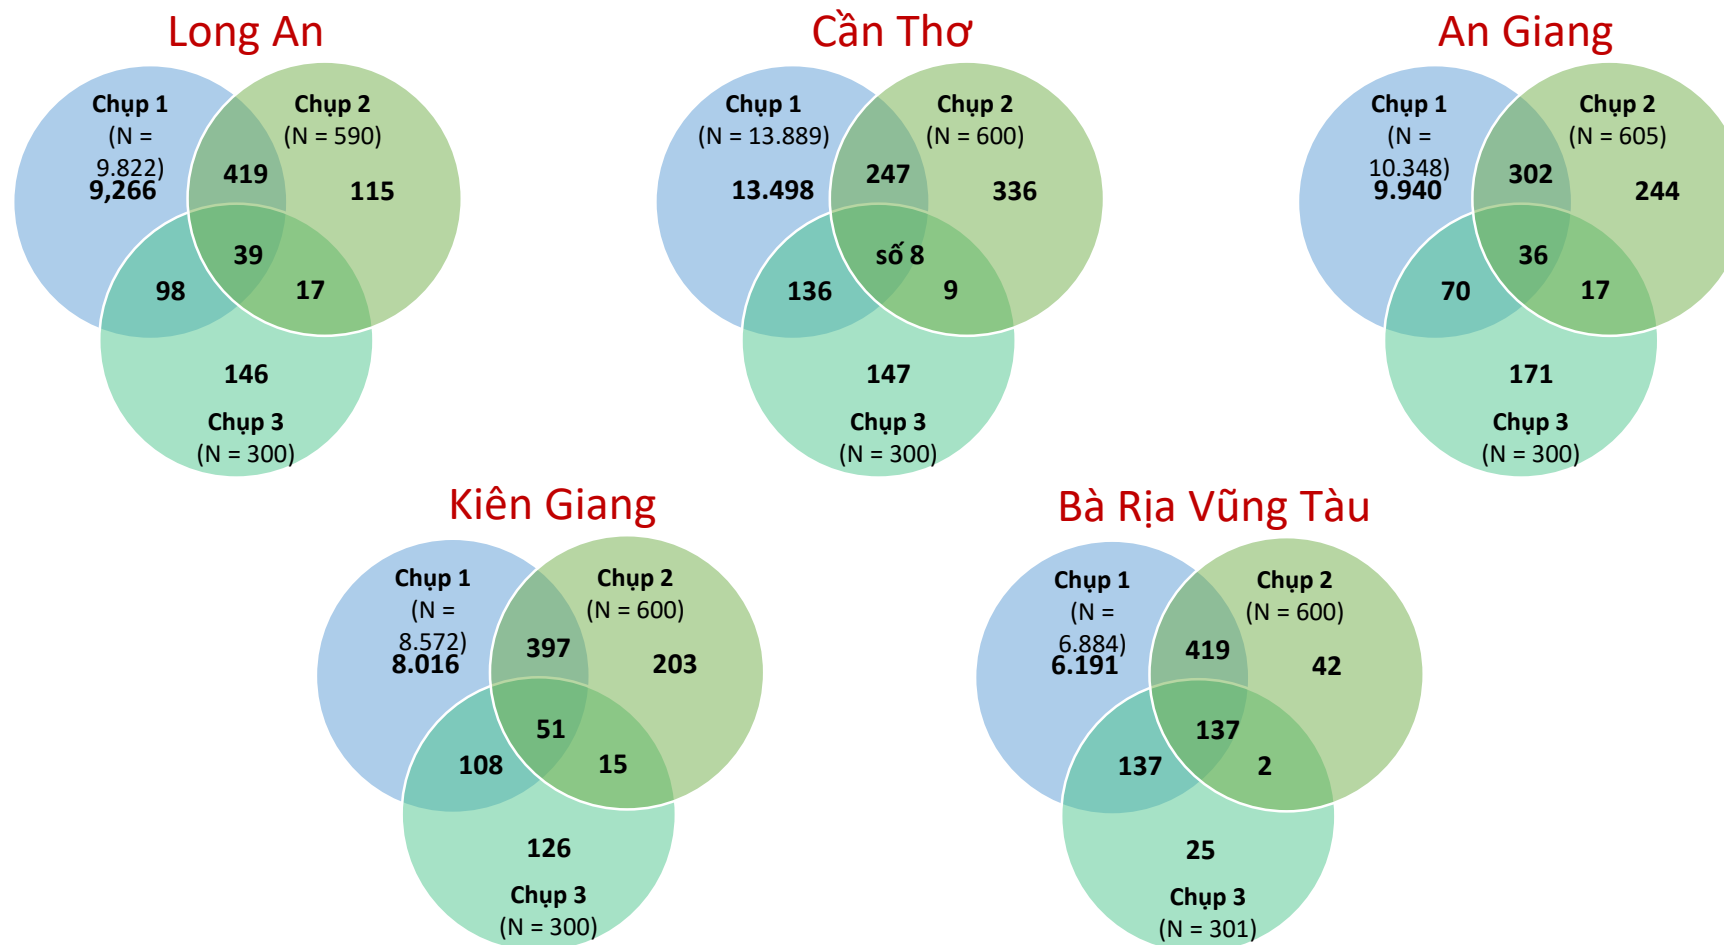 Long An
Chụp 1
(N =
9.822)
9,266
419
Chụp 2
(N = 590)
115
39
98
17
146
Chụp 3
(N = 300)
Cần Thơ
Chụp 1
(N = 13.889)
13.498
247
Chụp 2
(N = 600)
336
số 8
136
9
147
Chụp 3
(N = 300)
An Giang
Chụp 1
(N =
10.348)
9.940
302
Chụp 2
(N = 605)
244
36
70
17
171
Chụp 3
(N = 300)
Kiên Giang
Chụp 1
(N =
8.572)
8.016
397
Chụp 2
(N = 600)
203
51
108
15
126
Chụp 3
(N = 300)
Bà Rịa Vũng Tàu
Chụp 1
(N =
6.884)
6.191
419
Chụp 2
(N = 600)
42
137
137
2
25
Chụp 3
(N = 301)